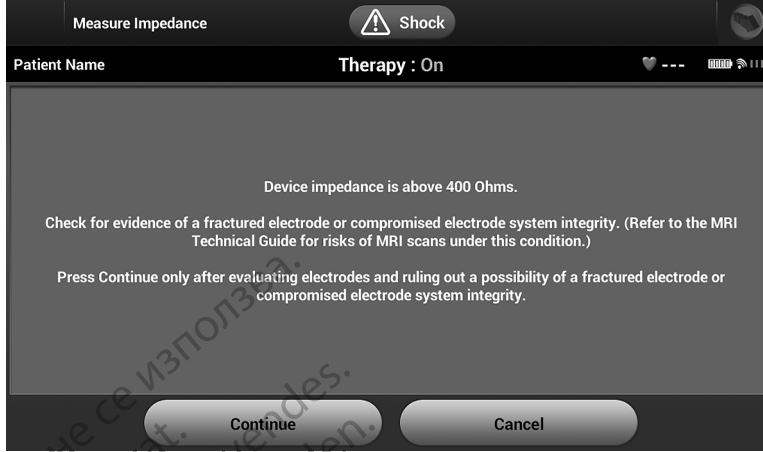 Measure Impedance
Shock
Patient Name
Therapy : On
---
Device impedance is above 400 Ohms.
Check for evidence of a fractured electrode or compromised electrode system integrity. (Refer to the MRI
Technical Guide for risks of MRI scans under this condition.)
Press Continue only after evaluating electrodes and ruling out a possibility of a fractured electrode or
compromised electrode system integrity.
не се използва.
Continue
Cancel